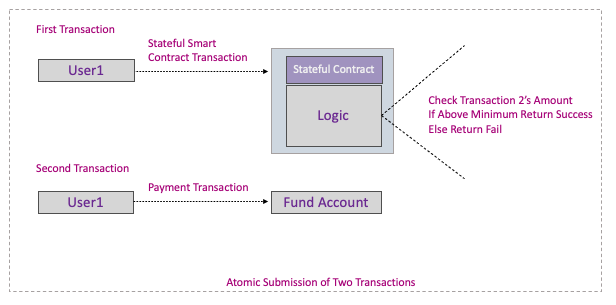 First Transaction
Stateful Smart
Contract Transaction
User1
Stateful Contract
Logic
Check Transaction 2's Amount
If Above Minimum Return Success
Else Return Fail
Second Transaction
Payment Transaction
User1
Fund Account
Atomic Submission of Two Transactions